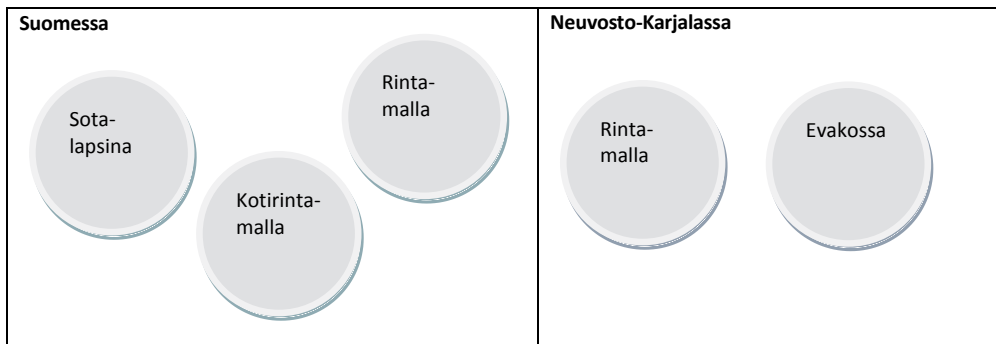 Suomessa
Sota-
lapsina
Kotirinta-
malla
Rinta-
malla
Neuvosto-Karjalassa
Rinta-
malla
Evakossa